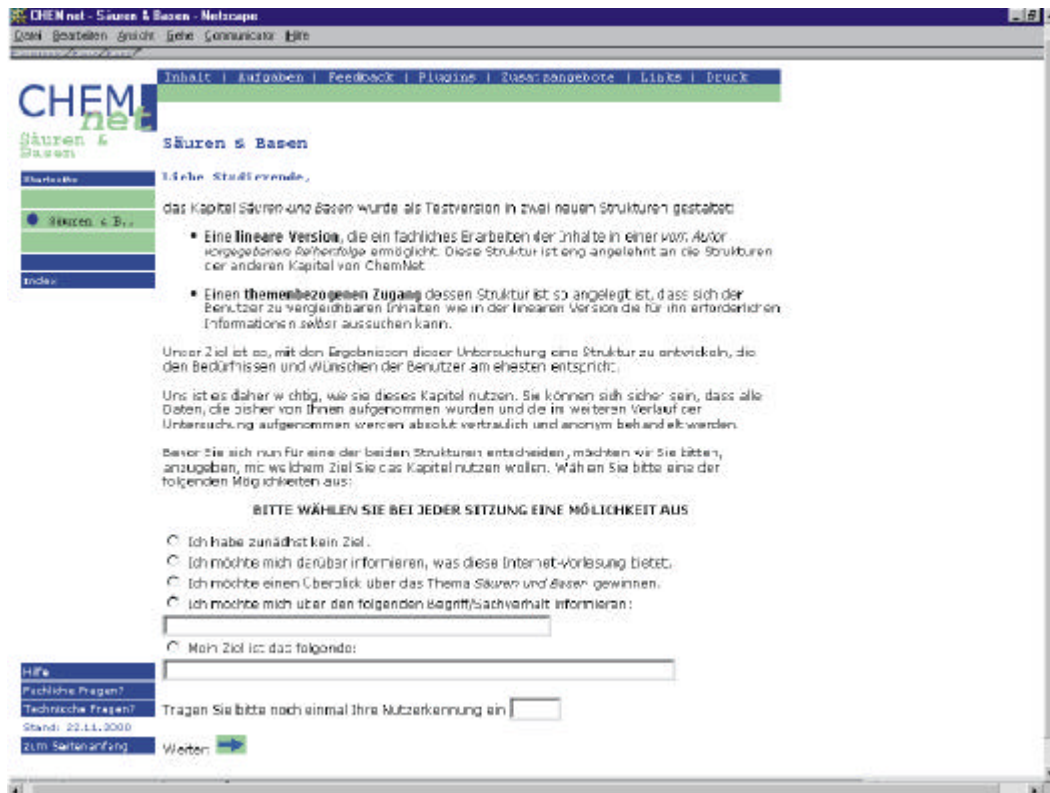 CHEMnet - Säuren & Basen - Netscape
Datei Bearbeiten Ansicht Gehe Communicator Hilfe
Inhalt | Aufgaben | Feedback | Plugins | Zusatzangebote | Links | Druck
CHEM
net
Säuren &
Basen
Startseite
Säuren & B..
Index
Säuren & Basen
Liebe Studierende,
das Kapitel Säuren und Basen wurde als Testversion in zwei neuen Strukturen gestaltet:
• Eine lineare Version, die ein fachliches Erarbeiten der Inhalte in einer vom Autor
vorgegebenen Reihenfolge ermöglicht. Diese Struktur ist eng angelehnt an die Strukturen
der anderen Kapitel von ChemNet
• Einen themenbezogenen Zugang dessen Struktur ist so angelegt ist, dass sich der
Benutzer zu vergleichbaren Inhalten wie in der linearen Version die für ihn erforderlichen
Informationen selbst aussuchen kann.
Unser Ziel ist es, mit den Ergebnissen dieser Untersuchung eine Struktur zu entwickeln, die
den Bedürfnissen und Wünschen der Benutzer am ehesten entspricht.
Uns ist es daher wichtig, wie sie dieses Kapitel nutzen. Sie können sich sicher sein, dass alle
Daten, die bisher von Ihnen aufgenommen wurden und die im weiteren Verlauf der
Untersuchung aufgenommen werden absolut vertraulich und anonym behandelt werden.
Bevor Sie sich nun für eine der beiden Strukturen entscheiden, möchten wir Sie bitten,
anzugeben, mit welchem Ziel Sie das Kapitel nutzen wollen. Wählen Sie bitte eine der
folgenden Möglichkeiten aus:
BITTE WÄHLEN SIE BEI JEDER SITZUNG EINE MÖLICHKEIT AUS
Ich habe zunächst kein Ziel.
Ich möchte mich darüber informieren, was diese Internet-Vorlesung bietet.
Ich möchte einen Überblick über das Thema Säuren und Basen gewinnen.
Ich möchte mich über den folgenden Begriff/Sachverhalt informieren:
Mein Ziel ist das folgende:
Tragen Sie bitte noch einmal Ihre Nutzerkennung ein
Weiter:
Hilfe
Fachliche Fragen?
Technische Fragen?
Stand: 22.11.2000
zum Seitenanfang